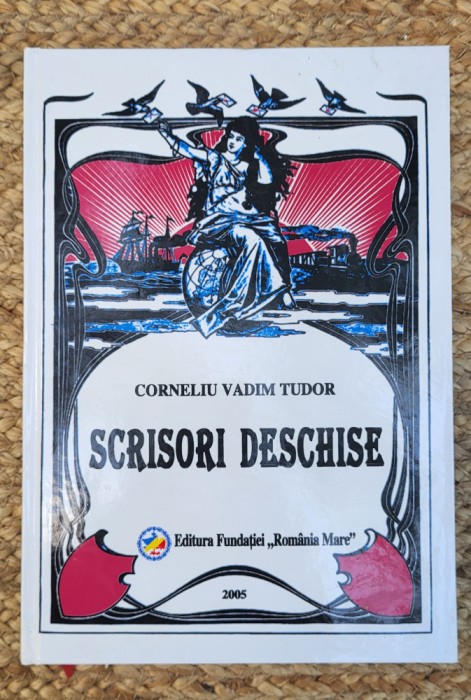 CORNELIU VADIM TUDOR
SCRISORI DESCHISE
Editura Fundației „România Mare”
2005